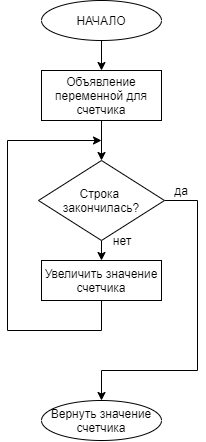 НАЧАЛО
Объявление
переменной для
счетчика
Строка
закончилась?
да
нет
Увеличить значение
счетчика
Вернуть значение
счетчика